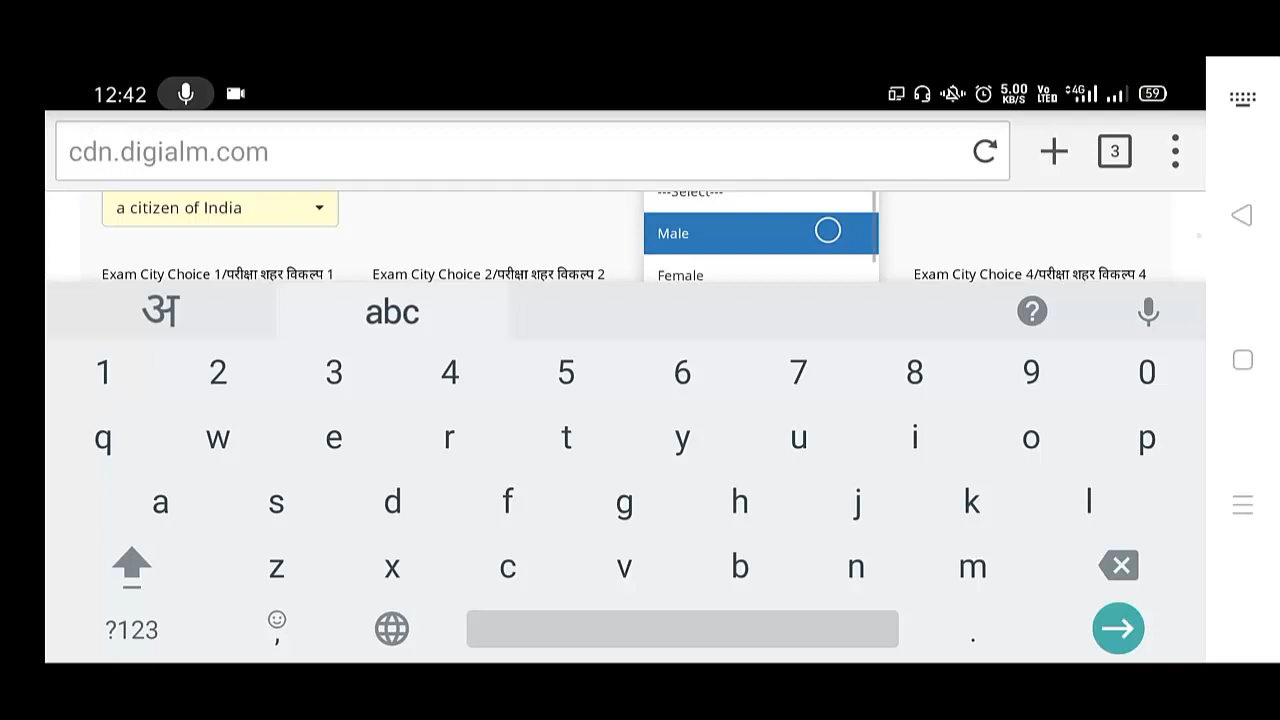 12:42 5.00 KB/S Vo LTED 4G 59
cdn.digialm.com 3
---Select---
a citizen of India
Male
Exam City Choice 1/परीक्षा शहर विकल्प 1 Exam City Choice 2/परीक्षा शहर विकल्प 2 Female Exam City Choice 4/परीक्षा शहर विकल्प 4
अ abc ?
1 2 3 4 5 6 7 8 9 0
q w e r t y u i o p
a s d f g h j k l
z x c v b n m
?123 , .